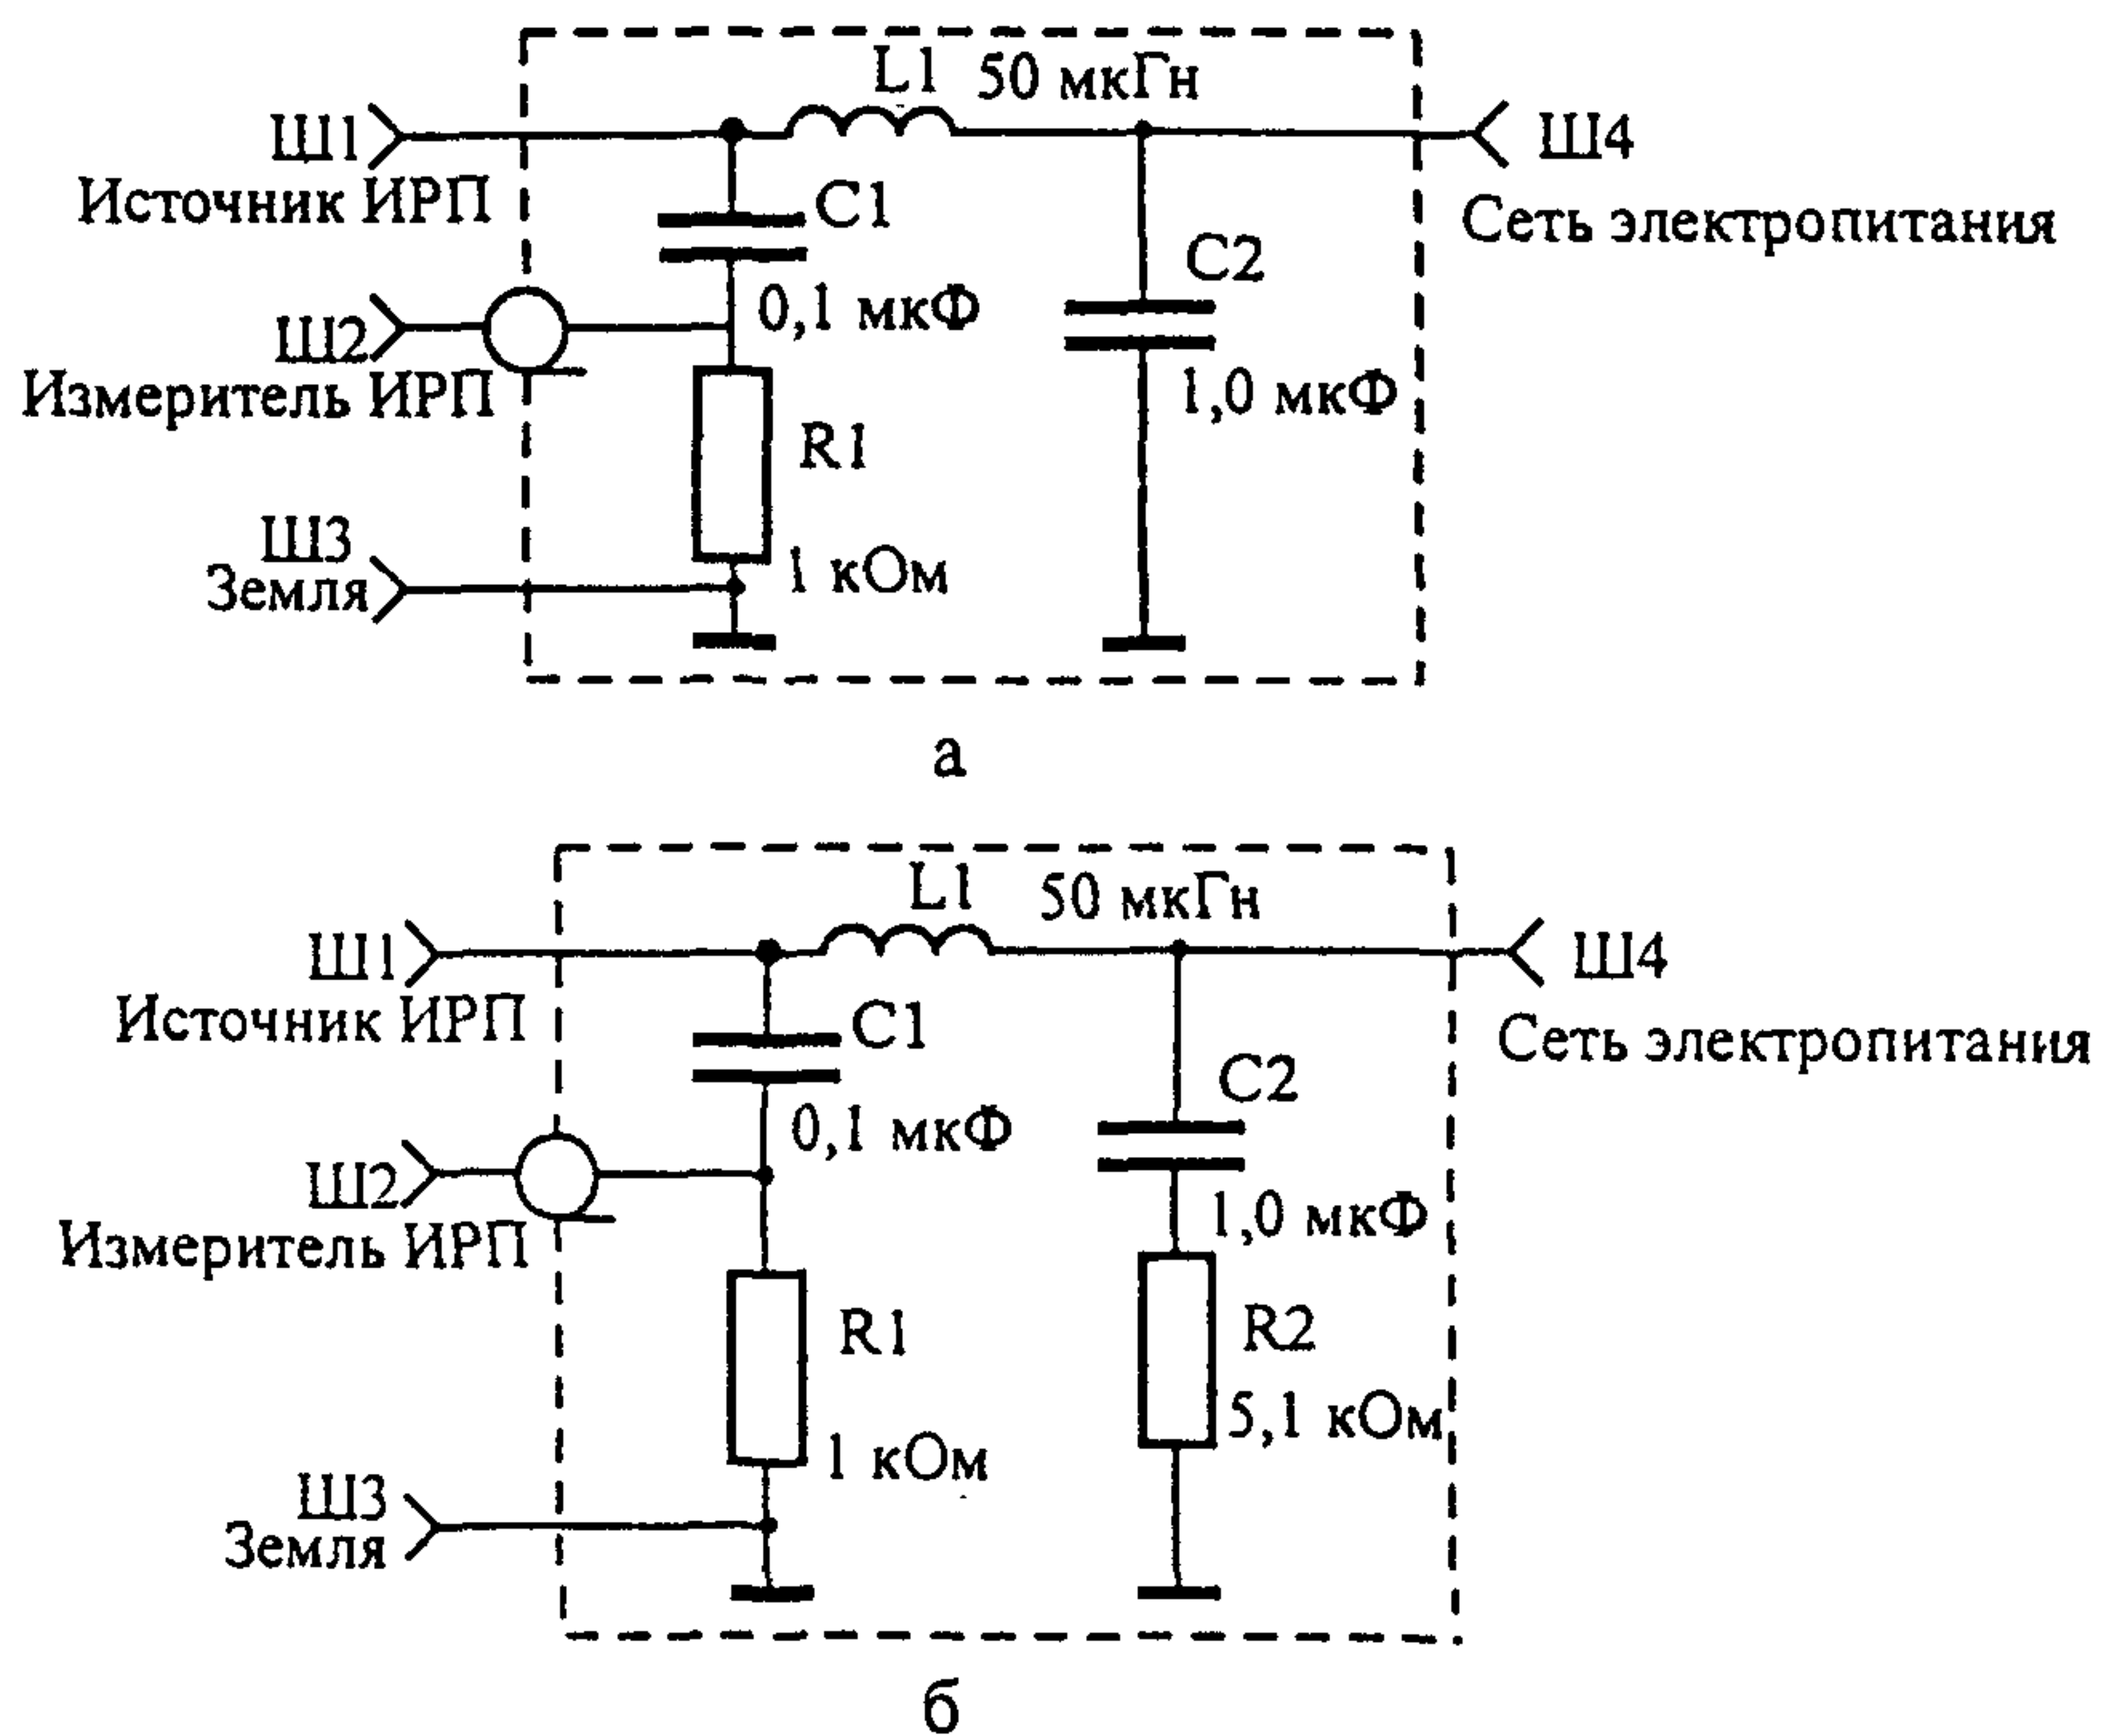 L1 50 мкГн
Ш1
Источник ИРП
Ш4
Сеть электропитания
C1
0,1 мкФ
C2
1,0 мкФ
Ш2
Измеритель ИРП
R1
1 кОм
Ш3
Земля
а
L1 50 мкГн
Ш1
Источник ИРП
Ш4
Сеть электропитания
C1
0,1 мкФ
C2
1,0 мкФ
Ш2
Измеритель ИРП
R1
1 кОм
R2
5,1 кОм
Ш3
Земля
б